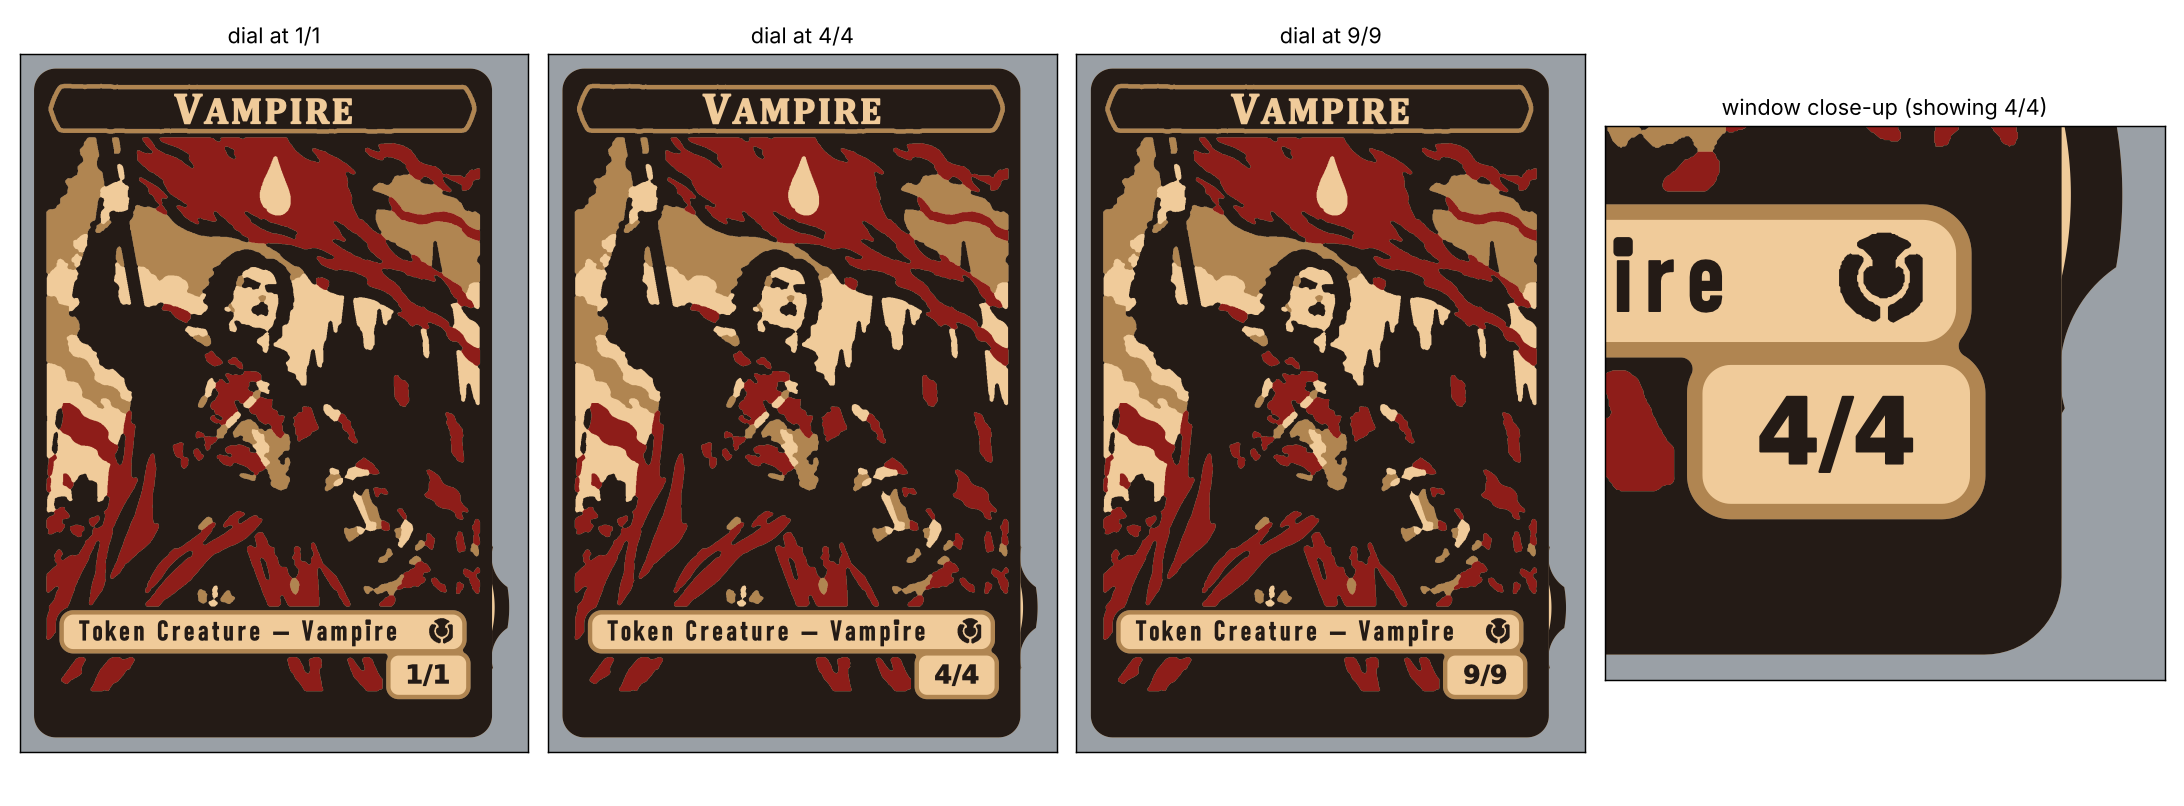 dial at 1/1
VAMPIRE
Token Creature — Vampire
1/1
dial at 4/4
VAMPIRE
Token Creature — Vampire
4/4
dial at 9/9
VAMPIRE
Token Creature — Vampire
9/9
window close-up (showing 4/4)
ire
4/4